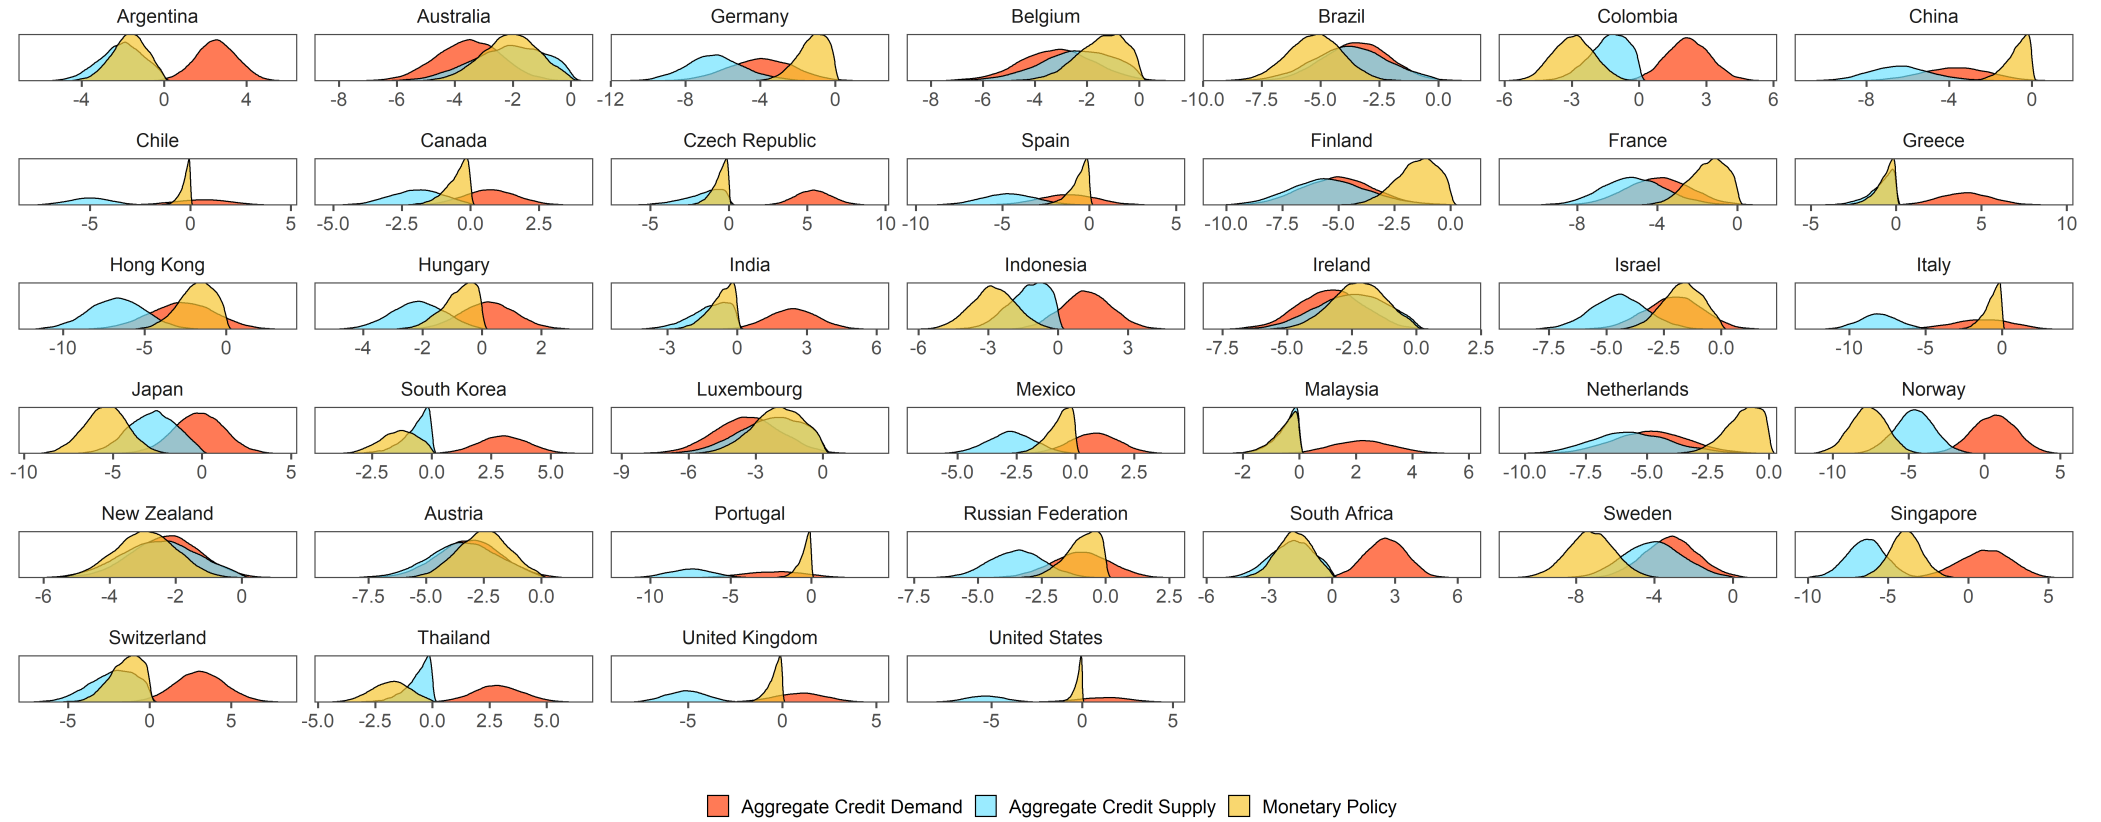 Argentina Australia Germany Belgium Brazil Colombia China
-4 0 4 -8 -6 -4 -2 0 -12 -8 -4 0 -8 -6 -4 -2 0 -10.0 -7.5 -5.0 -2.5 0.0 -6 -3 0 3 6 -8 -4 0
Chile Canada Czech Republic Spain Finland France Greece
-5 0 5 -5.0 -2.5 0.0 2.5 -5 0 5 10 -10 -5 0 5 -10.0 -7.5 -5.0 -2.5 0.0 -8 -4 0 -5 0 5 10
Hong Kong Hungary India Indonesia Ireland Israel Italy
-10 -5 0 -4 -2 0 2 -3 0 3 6 -6 -3 0 3 -7.5 -5.0 -2.5 0.0 2.5 -7.5 -5.0 -2.5 0.0 -10 -5 0
Japan South Korea Luxembourg Mexico Malaysia Netherlands Norway
-10 -5 0 5 -2.5 0.0 2.5 5.0 -9 -6 -3 0 -5.0 -2.5 0.0 2.5 -2 0 2 4 6 -10.0 -7.5 -5.0 -2.5 0.0 -10 -5 0 5
New Zealand Austria Portugal Russian Federation South Africa Sweden Singapore
-6 -4 -2 0 -7.5 -5.0 -2.5 0.0 -10 -5 0 -7.5 -5.0 -2.5 0.0 2.5 -6 -3 0 3 6 -8 -4 0 -10 -5 0 5
Switzerland Thailand United Kingdom United States
-5 0 5 -5.0 -2.5 0.0 2.5 5.0 -5 0 5 -5 0 5
Aggregate Credit Demand Aggregate Credit Supply Monetary Policy